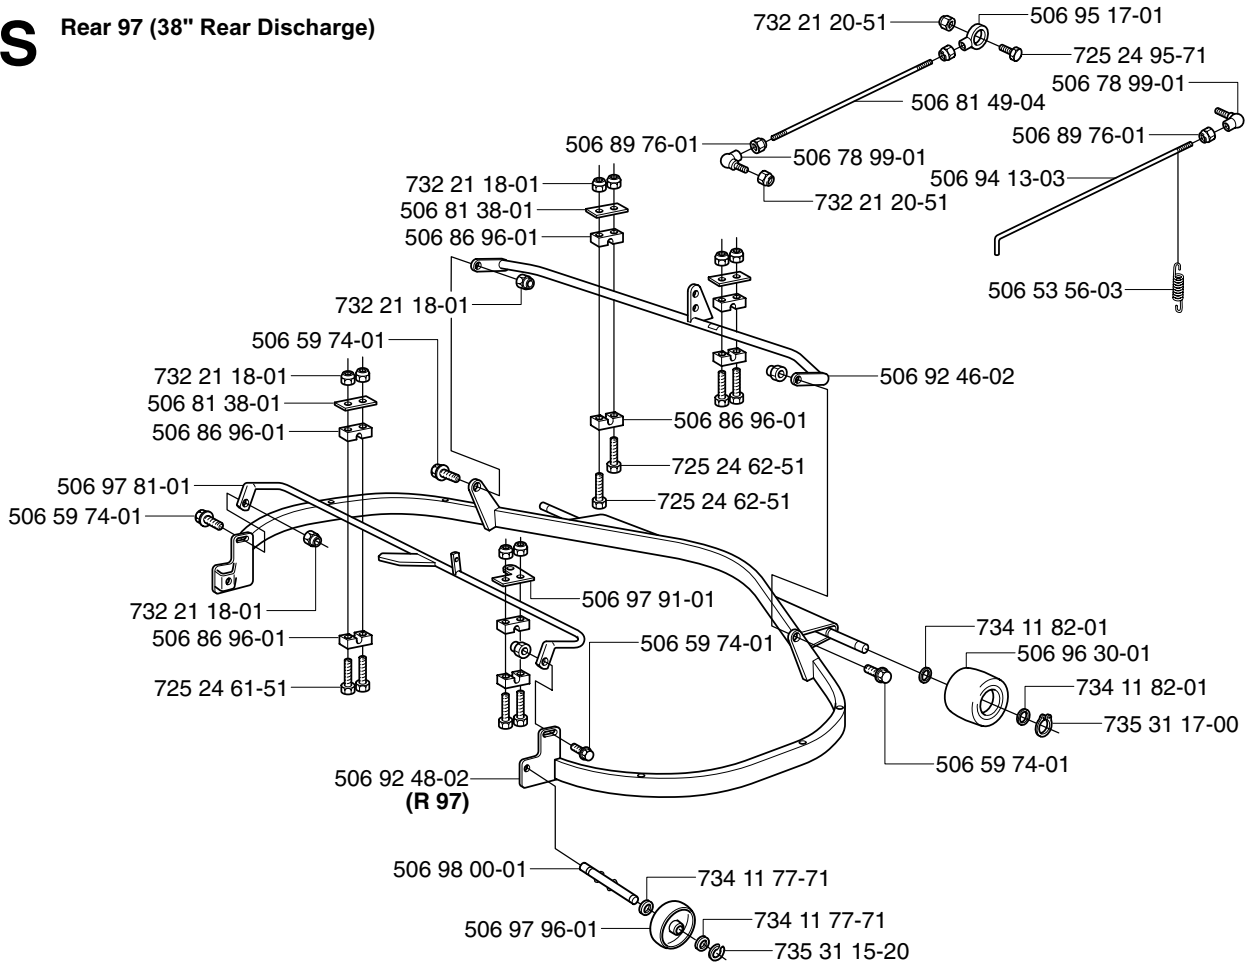 S
Rear 97 (38" Rear Discharge)
732 21 20-51
506 95 17-01
725 24 95-71
506 78 99-01
506 81 49-04
506 89 76-01
506 89 76-01
506 78 99-01
506 94 13-03
732 21 20-51
732 21 18-01
506 81 38-01
506 86 96-01
506 53 56-03
732 21 18-01
506 59 74-01
732 21 18-01
506 92 46-02
506 81 38-01
506 86 96-01
506 86 96-01
725 24 62-51
506 97 81-01
725 24 62-51
506 59 74-01
506 97 91-01
732 21 18-01
734 11 82-01
506 86 96-01
506 59 74-01
506 96 30-01
725 24 61-51
734 11 82-01
735 31 17-00
506 59 74-01
506 92 48-02
(R 97)
506 98 00-01
734 11 77-71
734 11 77-71
506 97 96-01
735 31 15-20